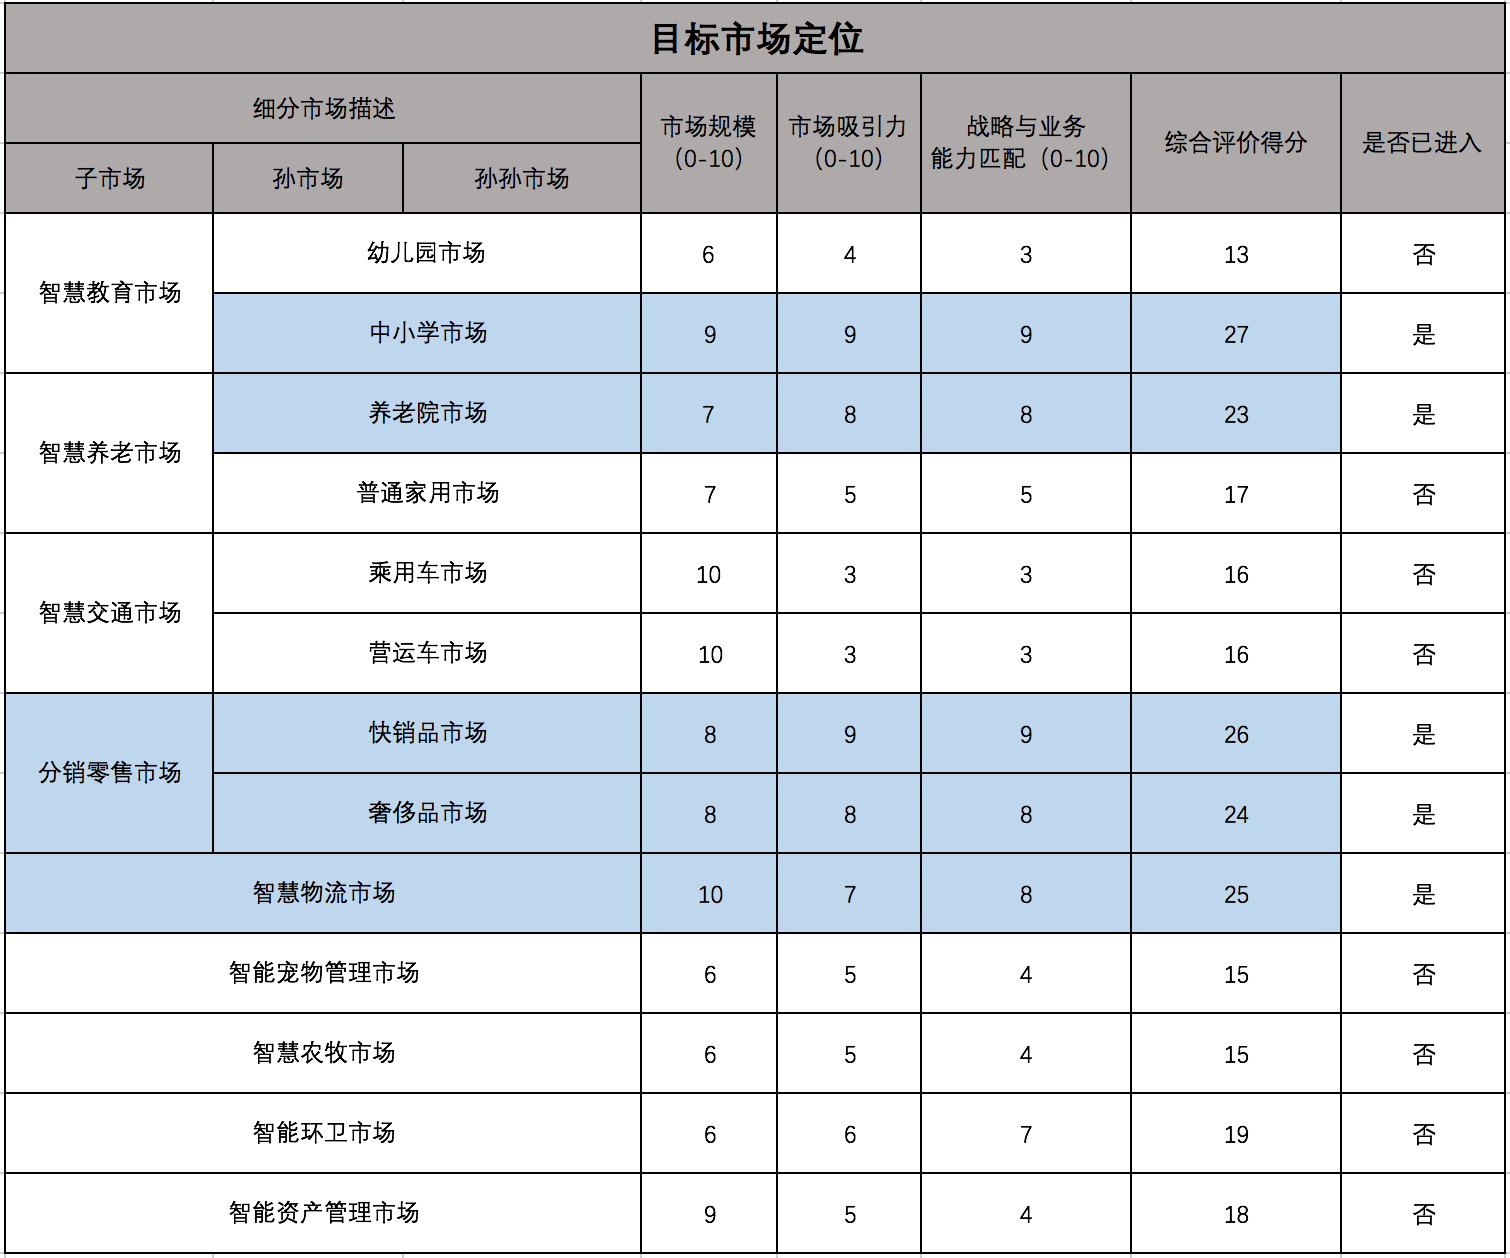 目标市场定位
细分市场描述
市场规模
（0-10）
市场吸引力
（0-10）
战略与业务
能力匹配（0-10）
综合评价得分
是否已进入
子市场
孙市场
孙孙市场
智慧教育市场
幼儿园市场
6
4
3
13
否
中小学市场
9
9
9
27
是
智慧养老市场
养老院市场
7
8
8
23
是
普通家用市场
7
5
5
17
否
智慧交通市场
乘用车市场
10
3
3
16
否
营运车市场
10
3
3
16
否
分销零售市场
快销品市场
8
9
9
26
是
奢侈品市场
8
8
8
24
是
智慧物流市场
10
7
8
25
是
智能宠物管理市场
6
5
4
15
否
智慧农牧市场
6
5
4
15
否
智能环卫市场
6
6
7
19
否
智能资产管理市场
9
5
4
18
否